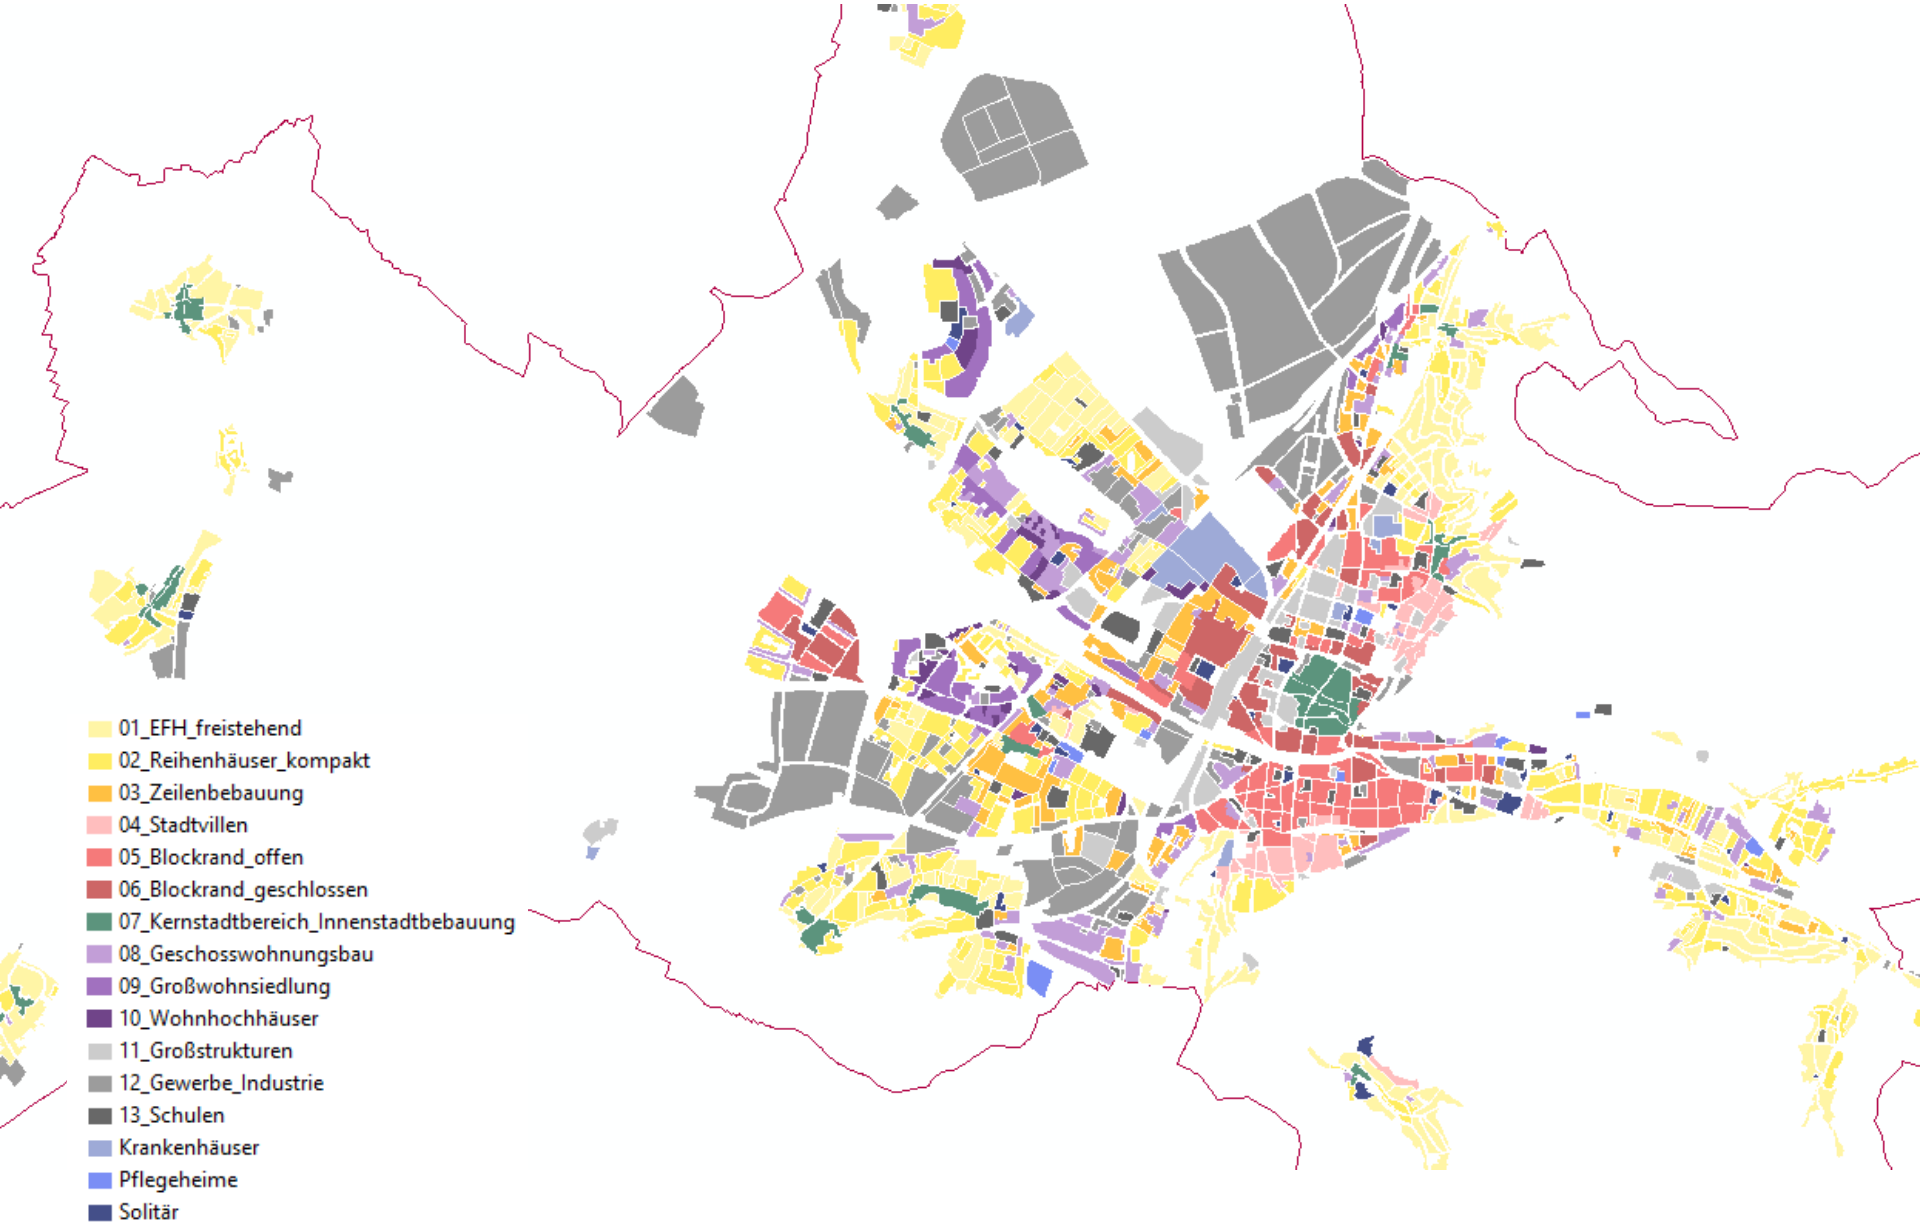 01_EFH_freistehend
02_Reihenhäuser_kompakt
03_Zeilenbebauung
04_Stadtvillen
05_Blockrand_offen
06_Blockrand_geschlossen
07_Kernstadtbereich_Innenstadtbebauung
08_Geschosswohnungsbau
09_Großwohnsiedlung
10_Wohnhochhäuser
11_Großstrukturen
12_Gewerbe_Industrie
13_Schulen
Krankenhäuser
Pflegeheime
Solitär